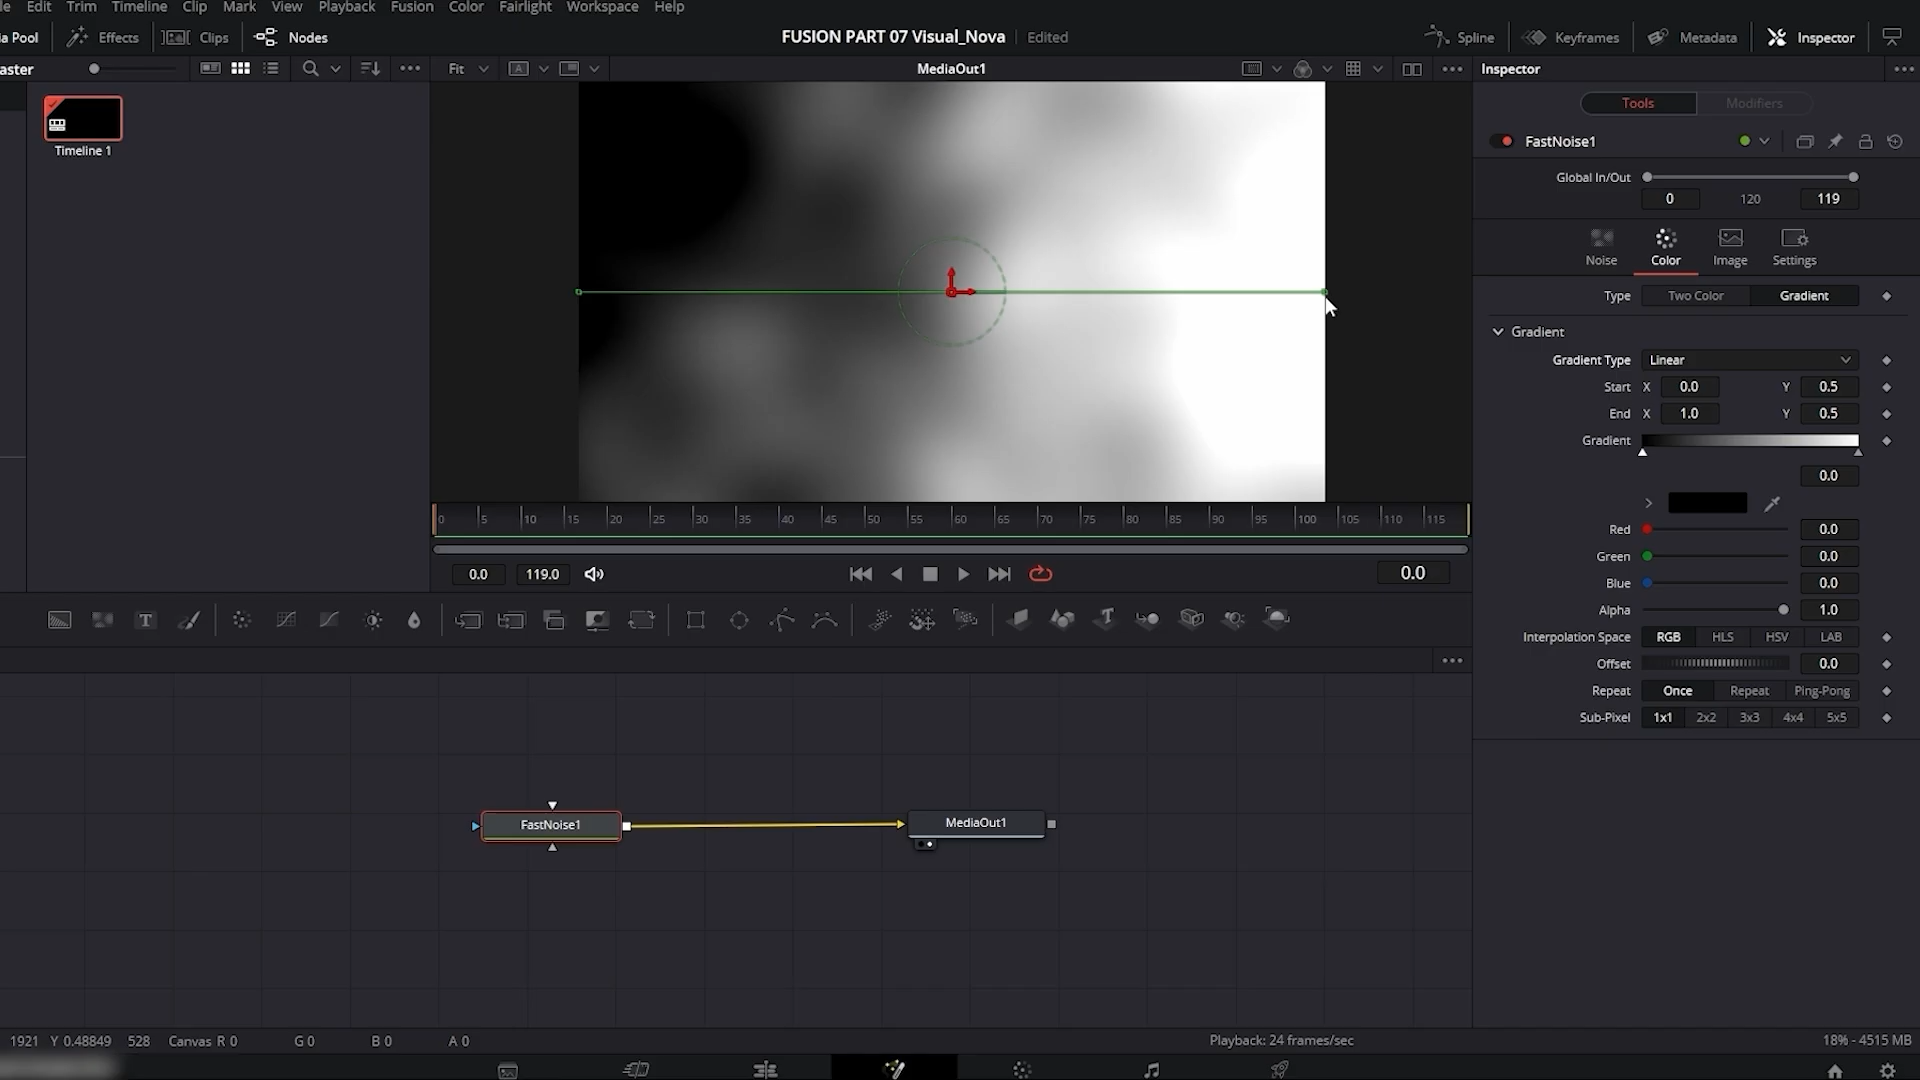 le Edit Trim Timeline Clip Mark View Playback Fusion Color Fairlight Workspace Help
a Pool Effects Clips Nodes FUSION PART 07 Visual_Nova Edited Spline Keyframes Metadata Inspector
aster Fit A MediaOut1 Inspector
Tools Modifiers
Timeline 1
FastNoise1
Global In/Out
0 120 119
Noise Color Image Settings
Type Two Color Gradient
Gradient
Gradient Type Linear
Start X 0.0 Y 0.5
End X 1.0 Y 0.5
Gradient
0.0
Red 0.0
Green 0.0
Blue 0.0
Alpha 1.0
Interpolation Space RGB HLS HSV LAB
Offset 0.0
Repeat Once Repeat Ping-Pong
Sub-Pixel 1x1 2x2 3x3 4x4 5x5
0 5 10 15 20 25 30 35 40 45 50 55 60 65 70 75 80 85 90 95 100 105 110 115
0.0 119.0 0.0
T T
FastNoise1 MediaOut1
1921 Y 0.48849 528 Canvas R 0 G 0 B 0 A 0 Playback: 24 frames/sec 18% - 4515 MB